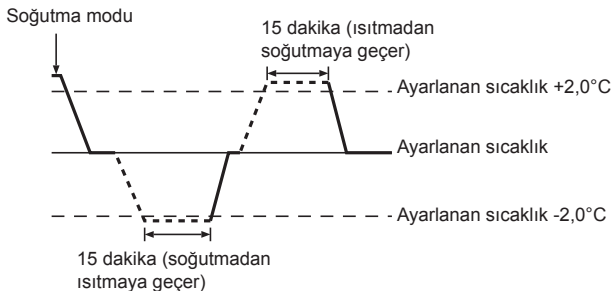 Soğutma modu
15 dakika (ısıtmadan
soğutmaya geçer)
Ayarlanan sıcaklık +2,0°C
Ayarlanan sıcaklık
Ayarlanan sıcaklık -2,0°C
15 dakika (soğutmadan
ısıtmaya geçer)